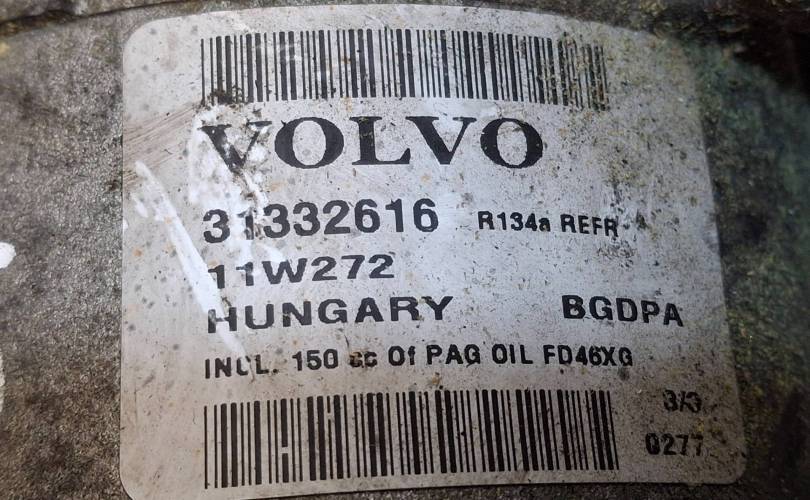 VOLVO
31332616 R134a REFR
11W272
HUNGARY BGDPA
INCL. 150 cc Of PAG OIL FD46XG
3/3
0277